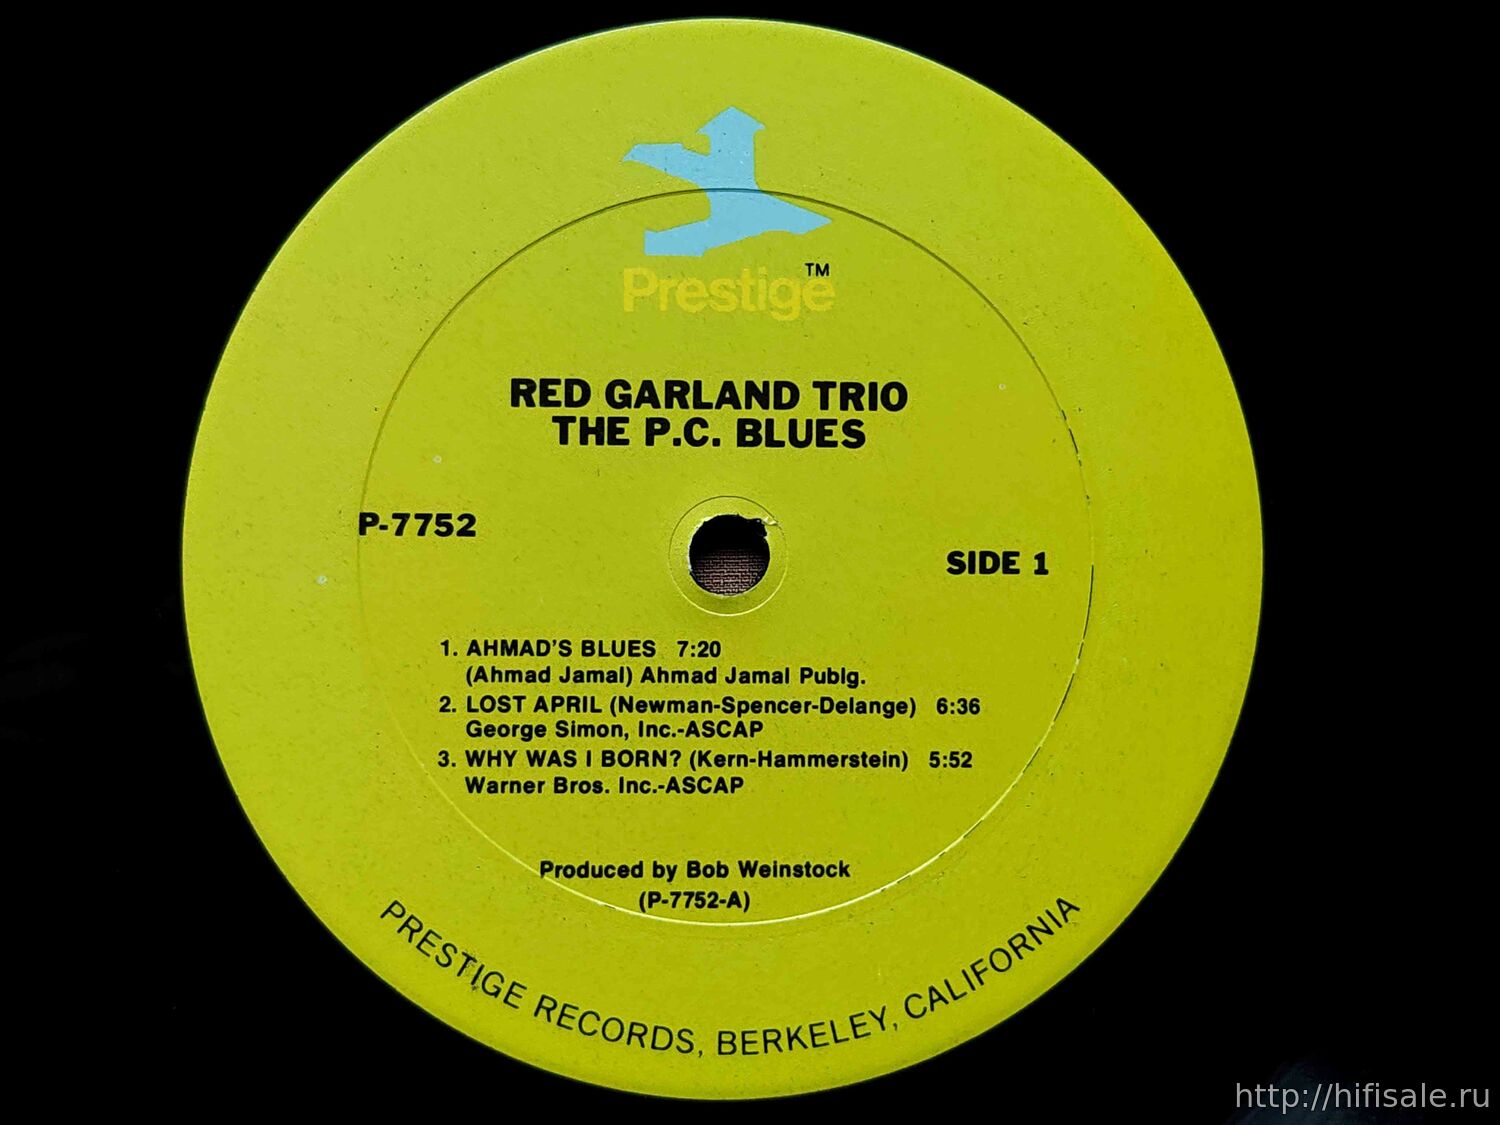 Prestige™
RED GARLAND TRIO
THE P.C. BLUES
P-7752
SIDE 1
1. AHMAD'S BLUES 7:20
(Ahmad Jamal) Ahmad Jamal Publg.
2. LOST APRIL (Newman-Spencer-Delange) 6:36
George Simon, Inc.-ASCAP
3. WHY WAS I BORN? (Kern-Hammerstein) 5:52
Warner Bros. Inc.-ASCAP
Produced by Bob Weinstock
(P-7752-A)
PRESTIGE RECORDS, BERKELEY, CALIFORNIA
http://hifisale.ru